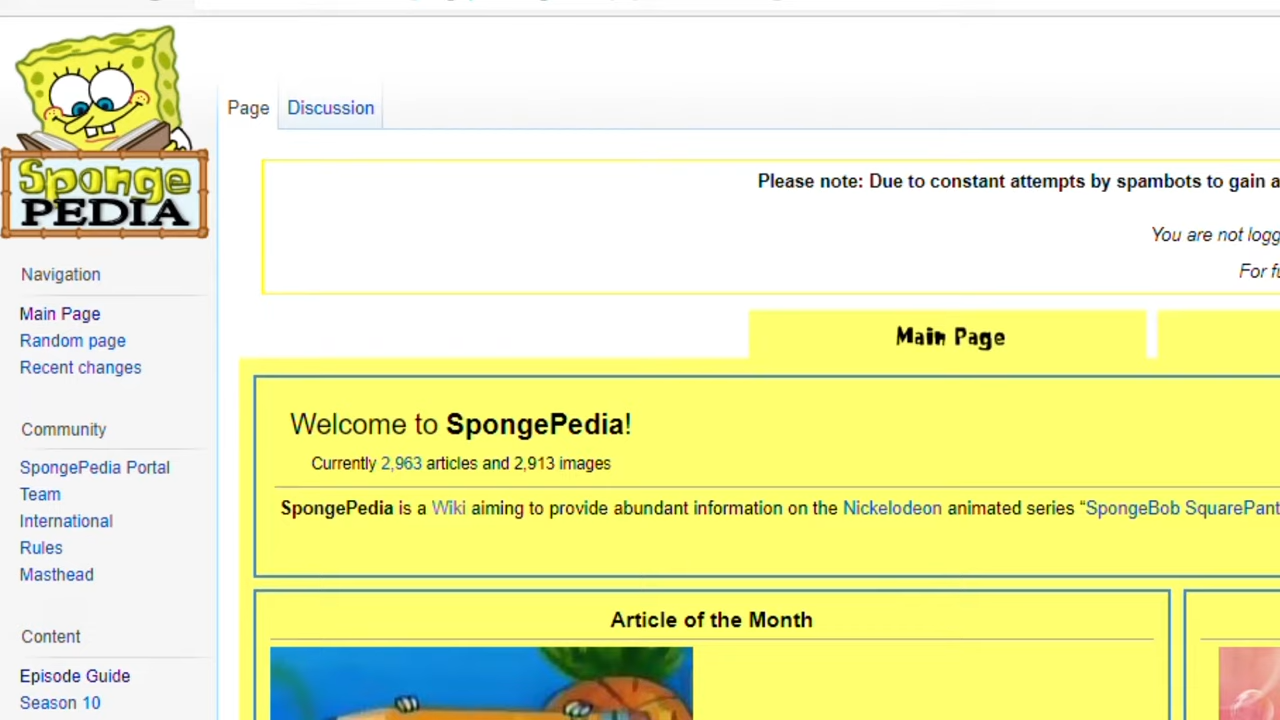 Sponge
PEDIA
Page
Discussion
Please note: Due to constant attempts by spambots to gain a
You are not logg
For fu
Navigation
Main Page
Random page
Recent changes
Main Page
Welcome to SpongePedia!
Currently 2,963 articles and 2,913 images
SpongePedia is a Wiki aiming to provide abundant information on the Nickelodeon animated series “SpongeBob SquarePant
Community
SpongePedia Portal
Team
International
Rules
Masthead
Article of the Month
Content
Episode Guide
Season 10